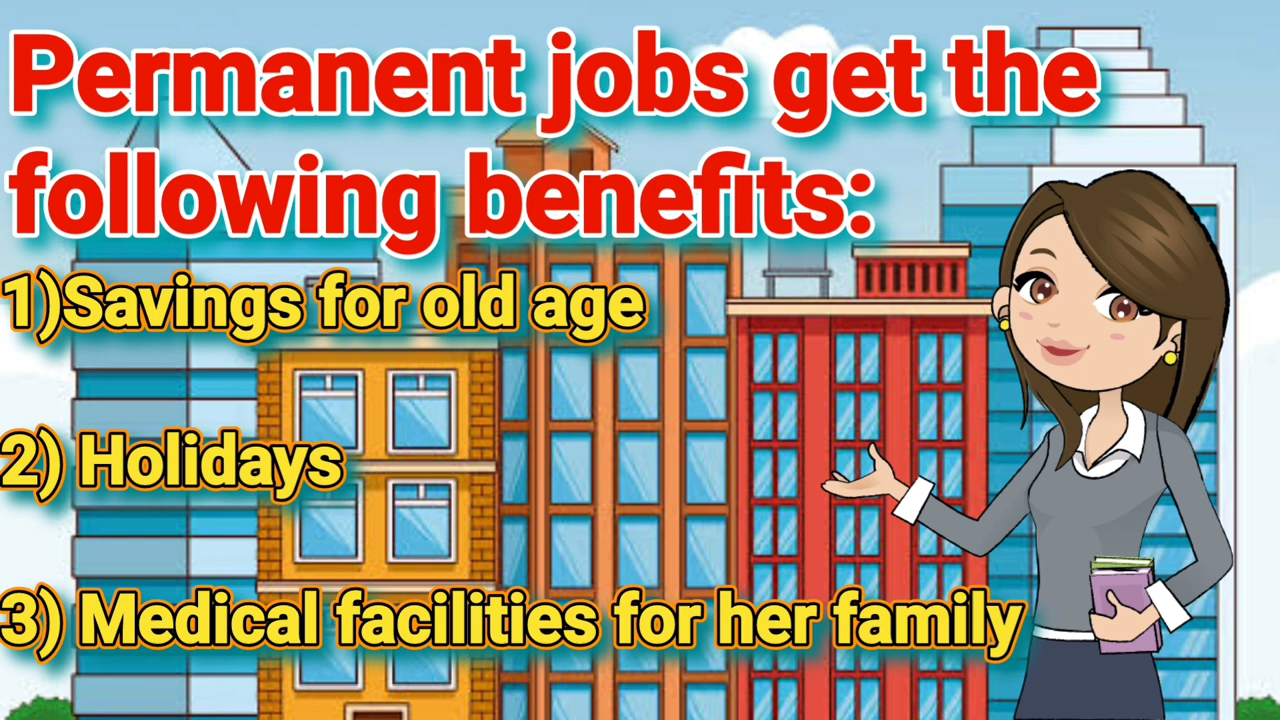 Permanent jobs get the
following benefits:
1)Savings for old age
2) Holidays
3) Medical facilities for her family